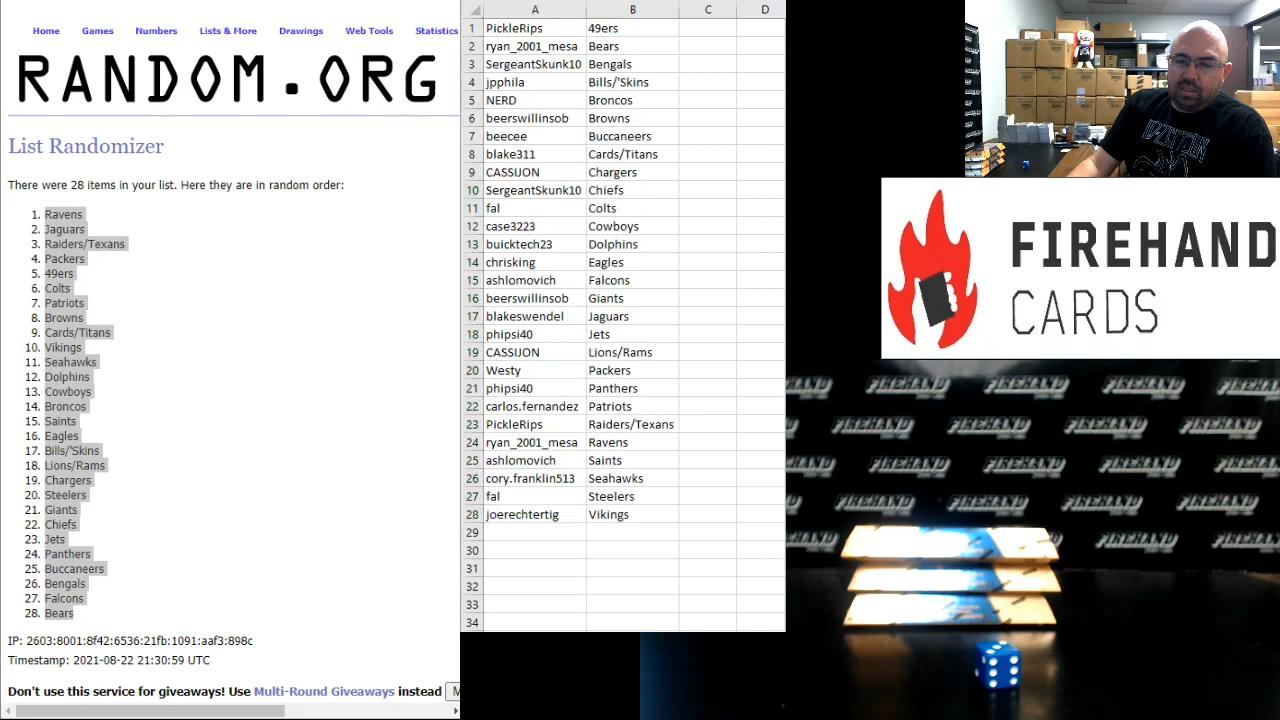 Home Games Numbers Lists & More Drawings Web Tools Statistics
RANDOM.ORG
List Randomizer
There were 28 items in your list. Here they are in random order:
1. Ravens
2. Jaguars
3. Raiders/Texans
4. Packers
5. 49ers
6. Colts
7. Patriots
8. Browns
9. Cards/Titans
10. Vikings
11. Seahawks
12. Dolphins
13. Cowboys
14. Broncos
15. Saints
16. Eagles
17. Bills/'Skins
18. Lions/Rams
19. Chargers
20. Steelers
21. Giants
22. Chiefs
23. Jets
24. Panthers
25. Buccaneers
26. Bengals
27. Falcons
28. Bears
IP: 2603:8001:8f42:6536:21fb:1091:aaf3:898c
Timestamp: 2021-08-22 21:30:59 UTC
Don't use this service for giveaways! Use Multi-Round Giveaways instead
A B C D
1 PickleRips 49ers
2 ryan_2001_mesa Bears
3 SergeantSkunk10 Bengals
4 jpphila Bills/'Skins
5 NERD Broncos
6 beerswillinsob Browns
7 beecee Buccaneers
8 blake311 Cards/Titans
9 CASSIJON Chargers
10 SergeantSkunk10 Chiefs
11 fal Colts
12 case3223 Cowboys
13 buicktech23 Dolphins
14 chrisking Eagles
15 ashlomovich Falcons
16 beerswillinsob Giants
17 blakeswendel Jaguars
18 phipsi40 Jets
19 CASSIJON Lions/Rams
20 Westy Packers
21 phipsi40 Panthers
22 carlos.fernandez Patriots
23 PickleRips Raiders/Texans
24 ryan_2001_mesa Ravens
25 ashlomovich Saints
26 cory.franklin513 Seahawks
27 fal Steelers
28 joerechtertig Vikings
29
30
31
32
33
34
LED-ZEPPELIN
FIREHAND
CARDS
FIREHAND FIREHAND FIREHAND FIREHAND
FIREHAND FIREHAND FIREHAND FIREHAND